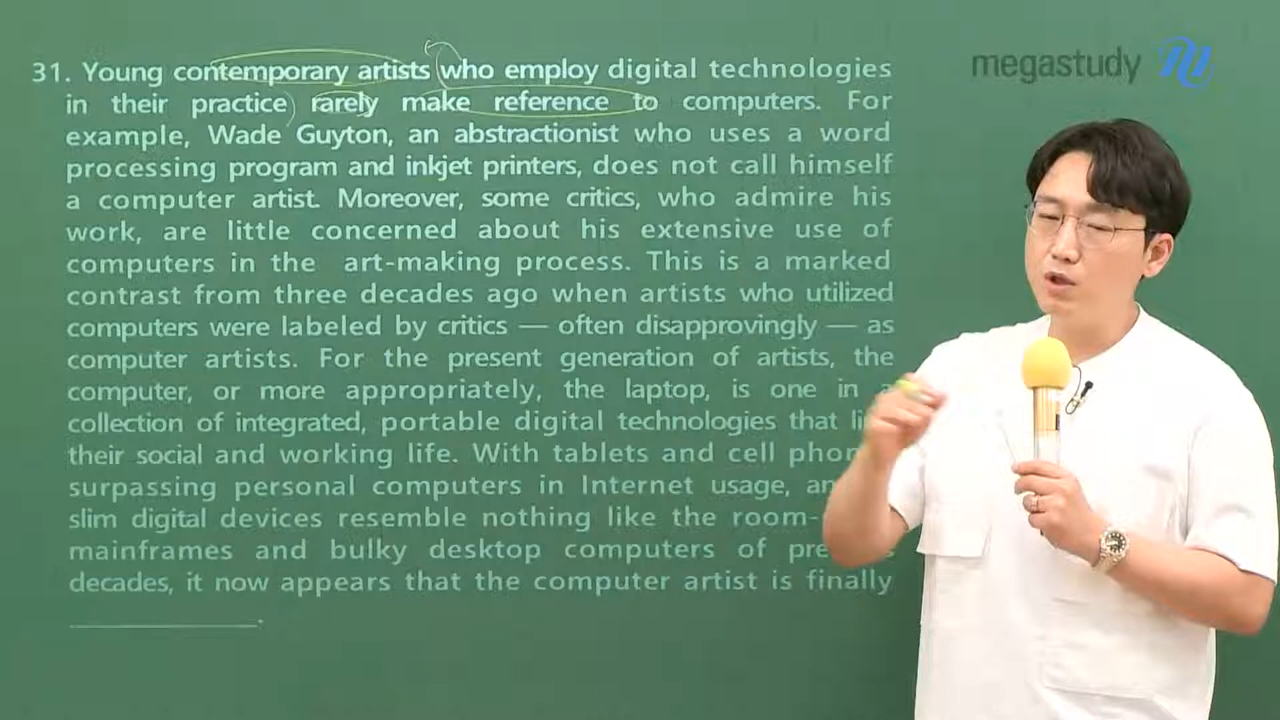 31. Young contemporary artists who employ digital technologies
in their practice rarely make reference to computers. For
example, Wade Guyton, an abstractionist who uses a word
processing program and inkjet printers, does not call himself
a computer artist. Moreover, some critics, who admire his
work, are little concerned about his extensive use of
computers in the art-making process. This is a marked
contrast from three decades ago when artists who utilized
computers were labeled by critics — often disapprovingly — as
computer artists. For the present generation of artists, the
computer, or more appropriately, the laptop, is one in a
collection of integrated, portable digital technologies that
their social and working life. With tablets and cell
surpassing personal computers in Internet usage,
slim digital devices resemble nothing like the
mainframes and bulky desktop computers of
decades, it now appears that the computer artist is finally
megastudy